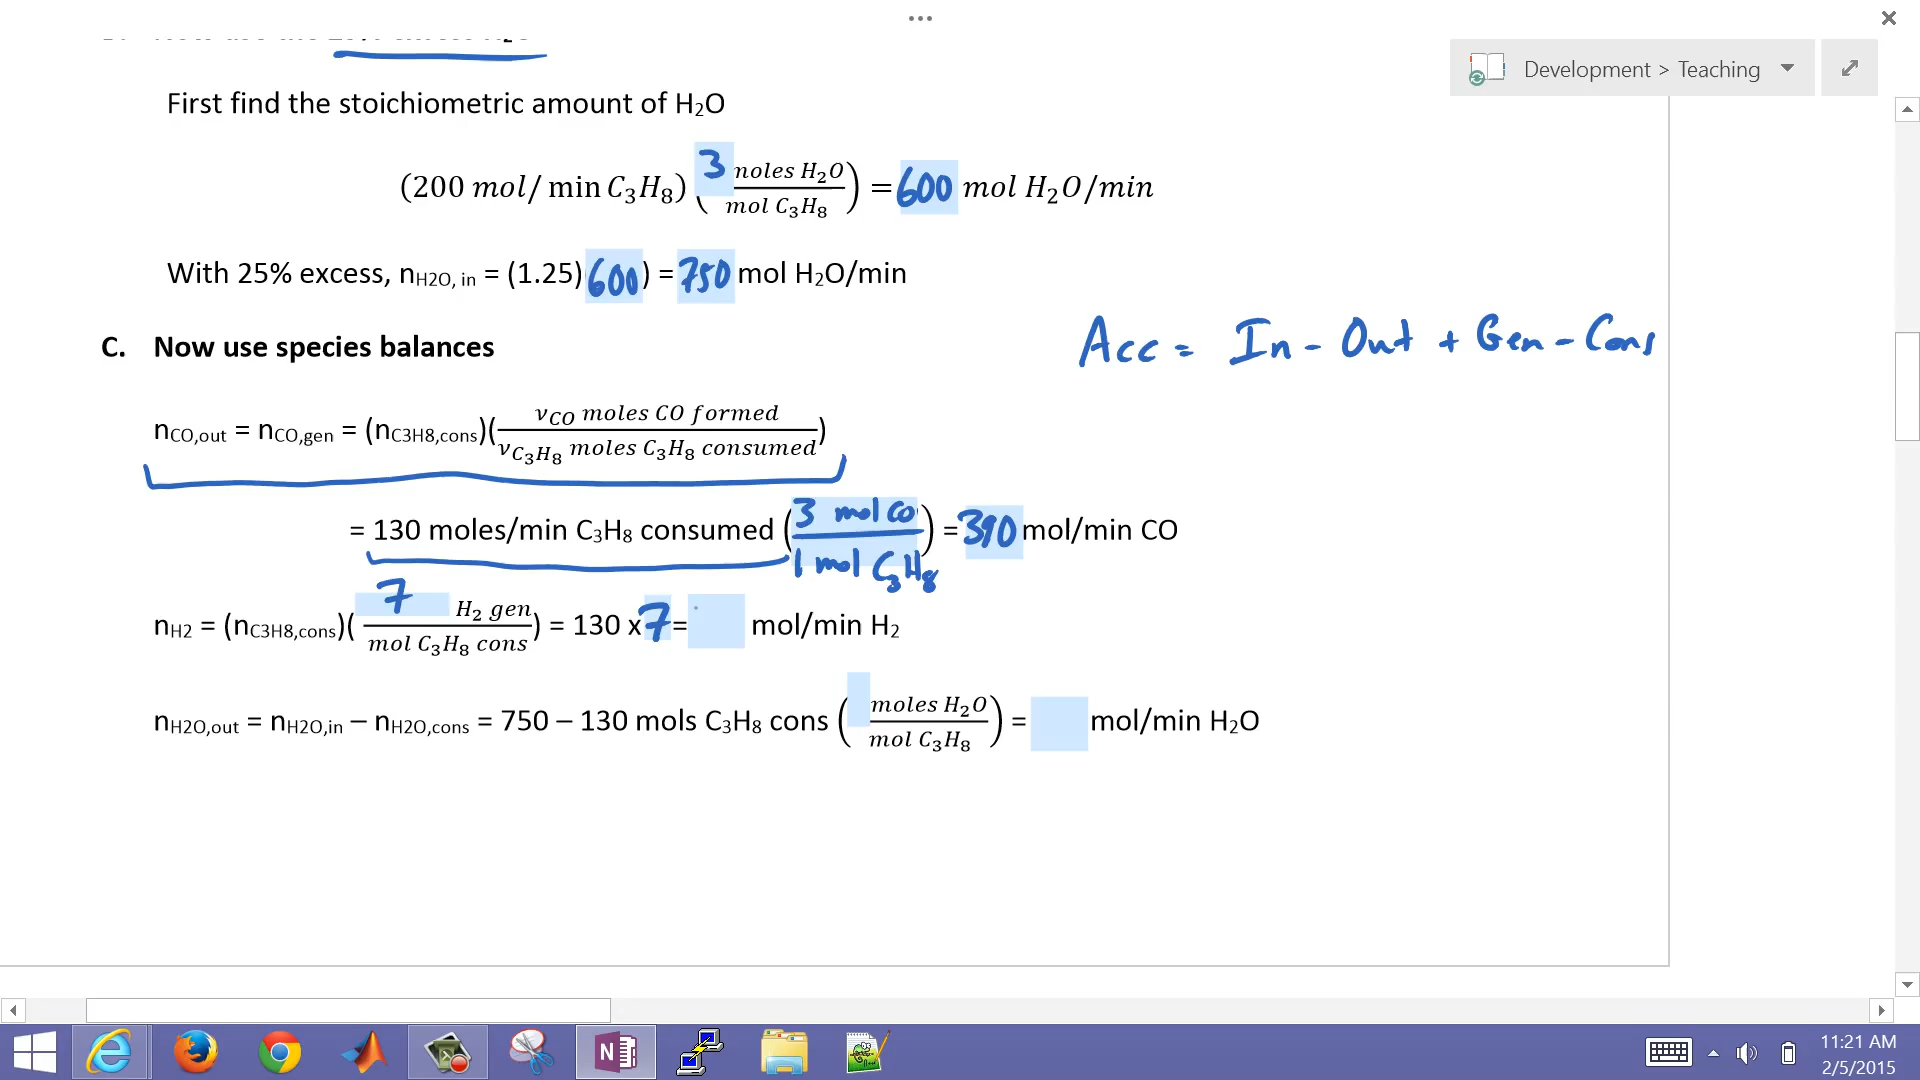 Development > Teaching
First find the stoichiometric amount of H₂O
(200 mol/ min C₃H₈) (3 moles H₂O / mol C₃H₈) = 600 mol H₂O/min
With 25% excess, nH2O, in = (1.25)600) = 750 mol H₂O/min
Acc = In - Out + Gen - Cons
C. Now use species balances
nCO,out = nCO,gen = (nC3H8,cons)(νCO moles CO formed / νC₃H₈ moles C₃H₈ consumed)
= 130 moles/min C₃H₈ consumed (3 mol CO / 1 mol C₃H₈) = 390 mol/min CO
nH2 = (nC3H8,cons)(7 H₂ gen / mol C₃H₈ cons) = 130 x 7 = mol/min H₂
nH2O,out = nH2O,in – nH2O,cons = 750 – 130 mols C₃H₈ cons (moles H₂O / mol C₃H₈) = mol/min H₂O
11:21 AM
2/5/2015